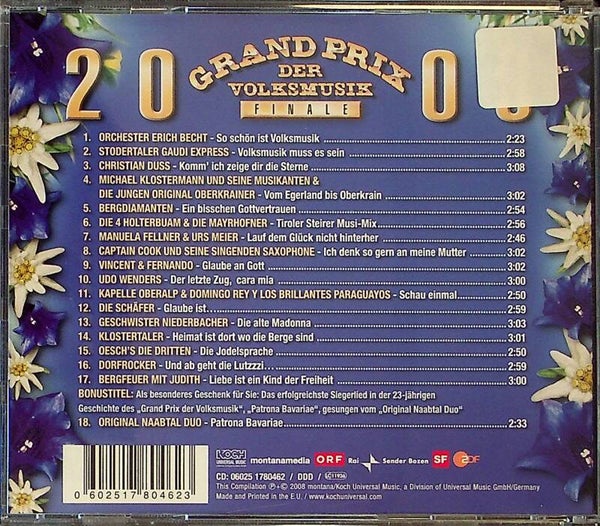 20 GRAND PRIX 0
DER
VOLKSMUSIK
FINALE
1. ORCHESTER ERICH BECHT - So schön ist Volksmusik 2:23
2. STODERTALER GAUDI EXPRESS - Volksmusik muss es sein 2:58
3. CHRISTIAN DUSS - Komm' ich zeige dir die Sterne 3:08
4. MICHAEL KLOSTERMANN UND SEINE MUSIKANTEN &
DIE JUNGEN ORIGINAL OBERKRAINER - Vom Egerland bis Oberkrain 3:02
5. BERGDIAMANTEN - Ein bisschen Gottvertrauen 2:54
6. DIE 4 HOLTERBUAM & DIE MAYRHOFNER - Tiroler Steirer Musi-Mix 2:56
7. MANUELA FELLNER & URS MEIER - Lauf dem Glück nicht hinterher 2:46
8. CAPTAIN COOK UND SEINE SINGENDEN SAXOPHONE - Ich denk so gern an meine Mutter 3:02
9. VINCENT & FERNANDO - Glaube an Gott 3:02
10. UDO WENDERS - Der letzte Zug, cara mia 3:00
11. KAPELLE OBERALP & DOMINGO REY Y LOS BRILLANTES PARAGUAYOS - Schau einmal 2:50
12. DIE SCHÄFER - Glaube ist... 2:59
13. GESCHWISTER NIEDERBACHER - Die alte Madonna 3:03
14. KLOSTERTALER - Heimat ist dort wo die Berge sind 3:01
15. OESCH'S DIE DRITTEN - Die Jodelsprache 2:50
16. DORFROCKER - Und ab geht die Lutzzzi... 2:59
17. BERGFEUER MIT JUDITH - Liebe ist ein Kind der Freiheit 3:00
BONUSTITEL: Als besonderes Geschenk für Sie: Das erfolgreichste Siegerlied in der 23-jährigen
Geschichte des „Grand Prix der Volksmusik", „Patrona Bavariae", gesungen vom „Original Naabtal Duo"
18. ORIGINAL NAABTAL DUO - Patrona Bavariae 2:33
KOCH UNIVERSAL MUSIC montanamedia ORF Rai Sender Bozen SF ZDF
CD: 06025 1780462 / DDD / LC 11936
This Compilation ℗+© 2008 montana/Koch Universal Music, a Division of Universal Music GmbH/Germany
Made and Printed in the E.U. / www.kochuniversal.com
0 602517 804623